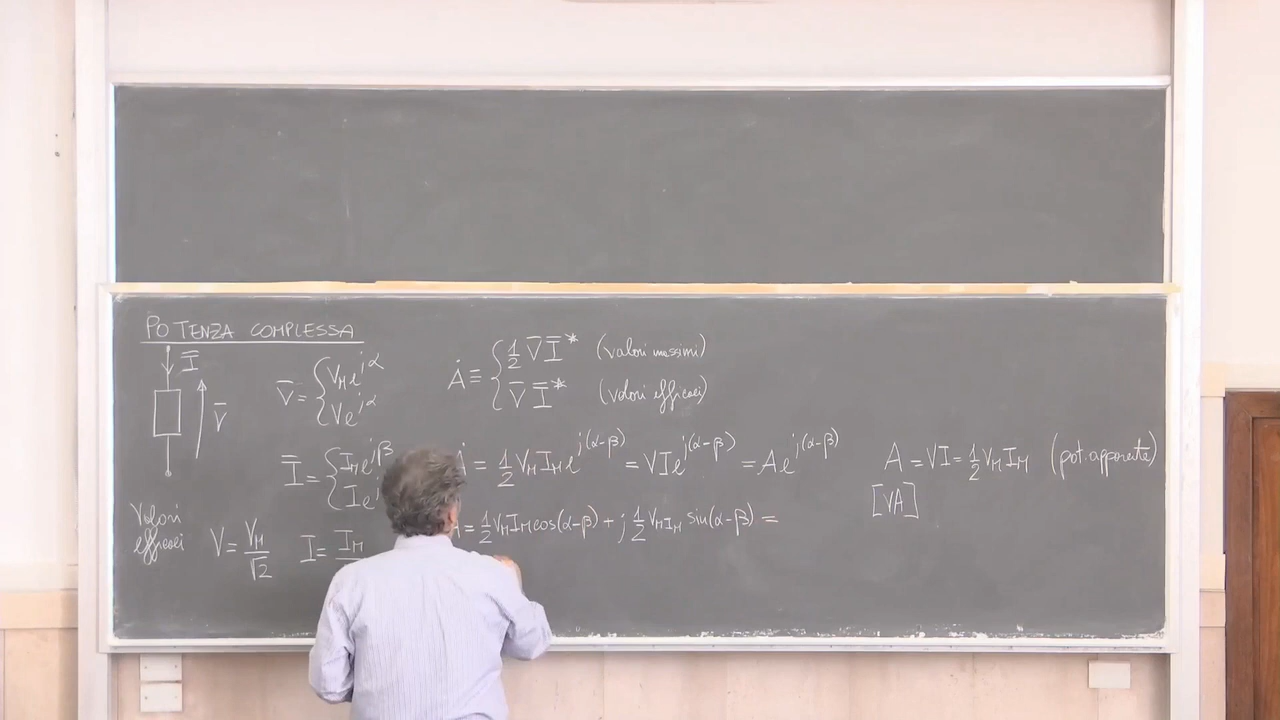 POTENZA COMPLESSA
I̅
V̅
V̅ = { V_M e^{jα}
V e^{jα}
Ȧ ≡ { 1/2 V̅ I̅* (valori massimi)
V̅ I̅* (valori efficaci)
I̅ = { I_M e^{jβ}
I e^{j
Ȧ = 1/2 V_M I_M e^{j(α-β)} = VI e^{j(α-β)} = A e^{j(α-β)}
A = VI = 1/2 V_M I_M (pot. apparente)
[VA]
Valori
efficaci
V = V_M/√2 I = I_M
= 1/2 V_M I_M cos(α-β) + j 1/2 V_M I_M sin(α-β) =